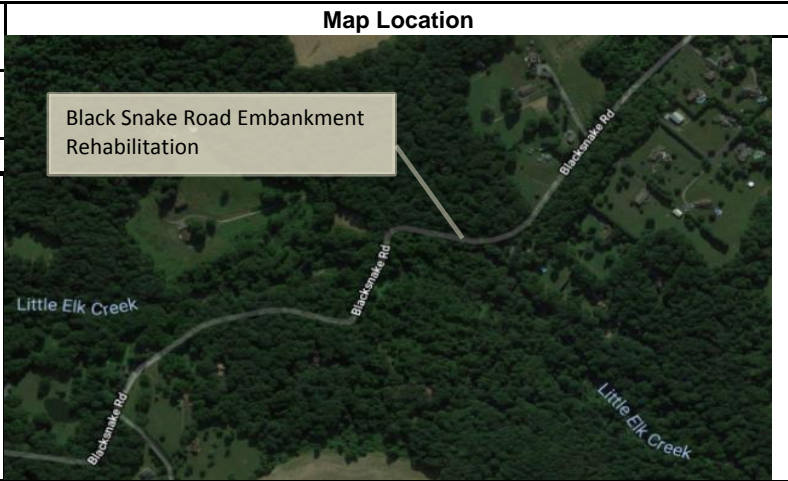 Map Location
Black Snake Road Embankment
Rehabilitation
Blacksnake Rd
Blacksnake Rd
Little Elk Creek
Blacksnake Rd
Little Elk Creek